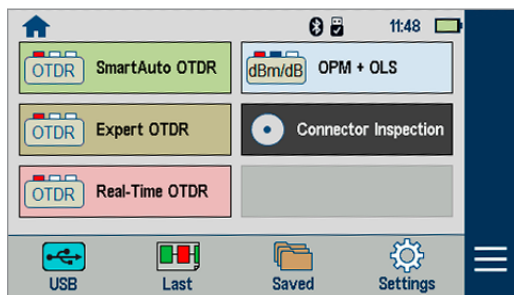 11:48
OTDR SmartAuto OTDR
dBm/dB OPM + OLS
OTDR Expert OTDR
Connector Inspection
OTDR Real-Time OTDR
USB
Last
Saved
Settings